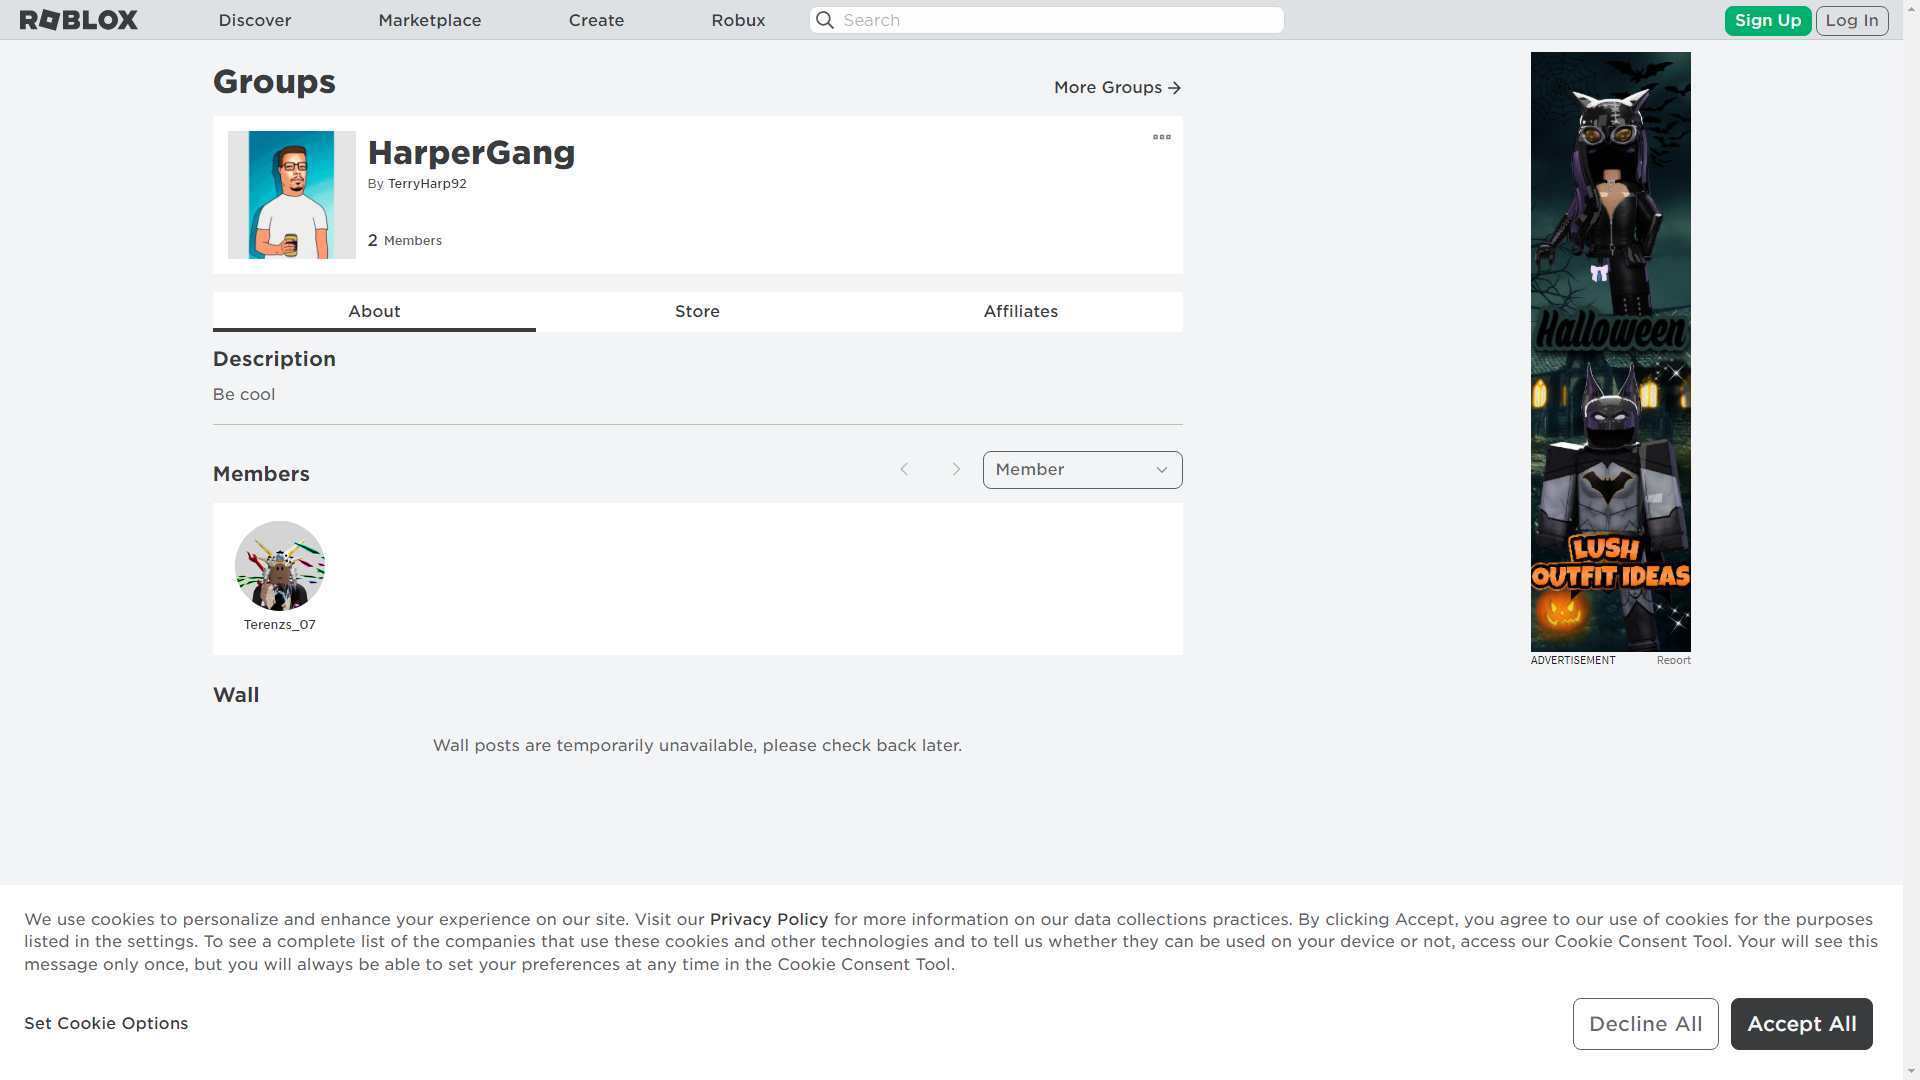 ROBLOX
Discover
Marketplace
Create
Robux
Search
Sign Up
Log In
Groups
More Groups
HarperGang
By TerryHarp92
2 Members
About
Store
Affiliates
Description
Be cool
Members
Member
Terenzs_07
Wall
Wall posts are temporarily unavailable, please check back later.
Halloween
LUSH
OUTFIT IDEAS
ADVERTISEMENT
Report
We use cookies to personalize and enhance your experience on our site. Visit our Privacy Policy for more information on our data collections practices. By clicking Accept, you agree to our use of cookies for the purposes
listed in the settings. To see a complete list of the companies that use these cookies and other technologies and to tell us whether they can be used on your device or not, access our Cookie Consent Tool. Your will see this
message only once, but you will always be able to set your preferences at any time in the Cookie Consent Tool.
Set Cookie Options
Decline All
Accept All